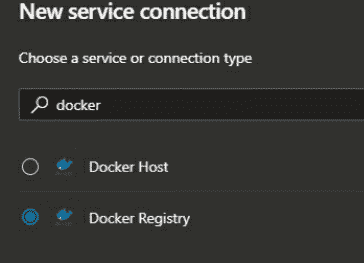 New service connection
Choose a service or connection type
docker
Docker Host
Docker Registry